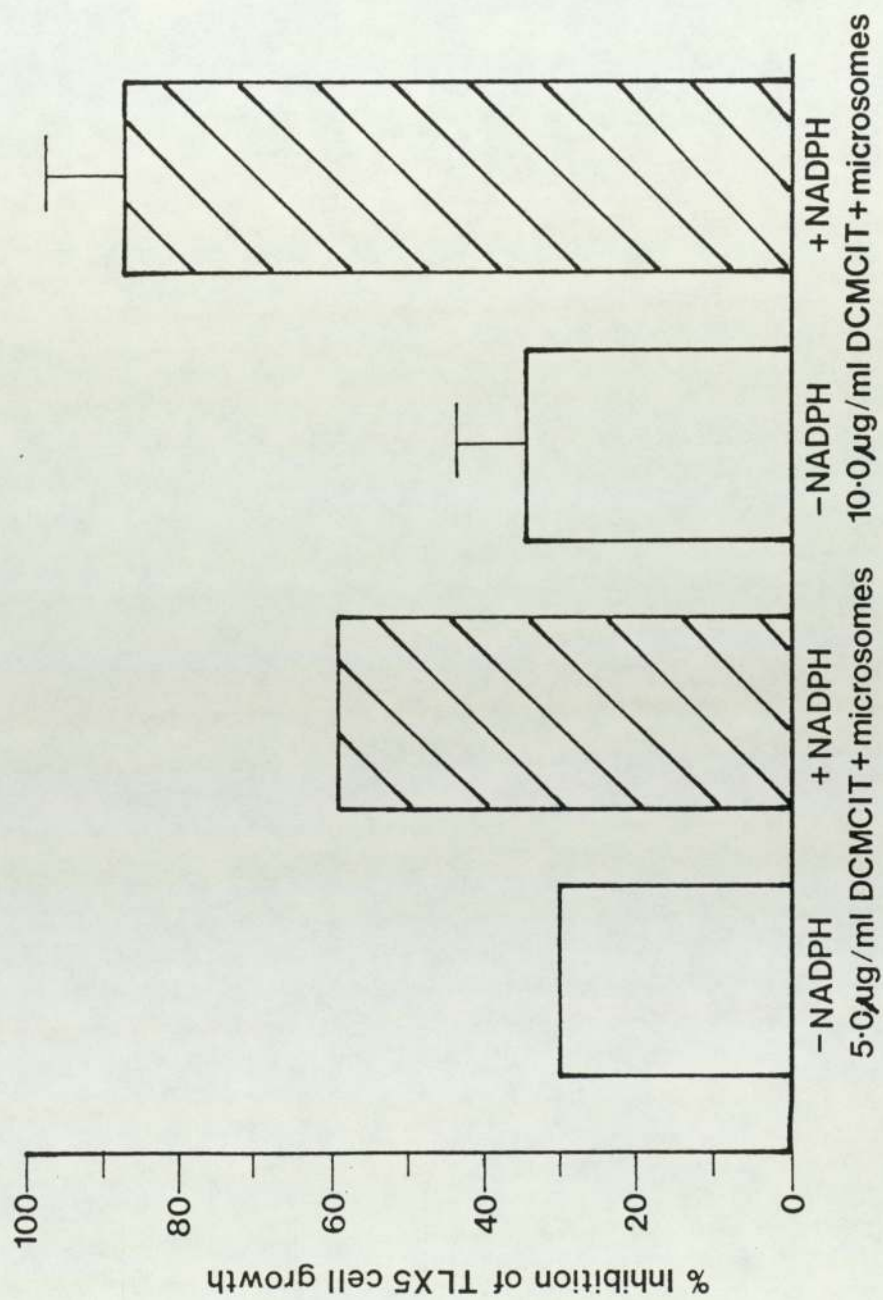 % Inhibition of TLX5 cell growth
100
80
60
40
20
0
-NADPH
+NADPH
-NADPH
+NADPH
5·0µg/ml DCMCIT+microsomes
10·0µg/ml DCMCIT+microsomes